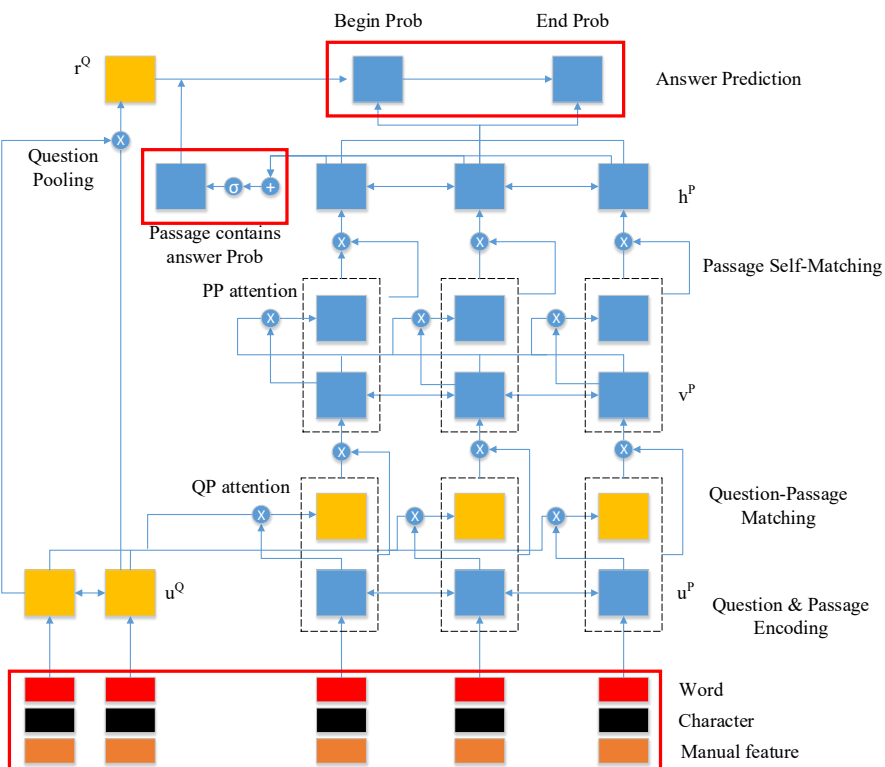 Begin Prob
End Prob
r^Q
Answer Prediction
X
Question
Pooling
σ
+
h^P
Passage contains
answer Prob
X
X
X
Passage Self-Matching
PP attention
X
X
X
v^P
X
X
X
QP attention
Question-Passage
Matching
X
X
X
u^Q
u^P
Question & Passage
Encoding
Word
Character
Manual feature